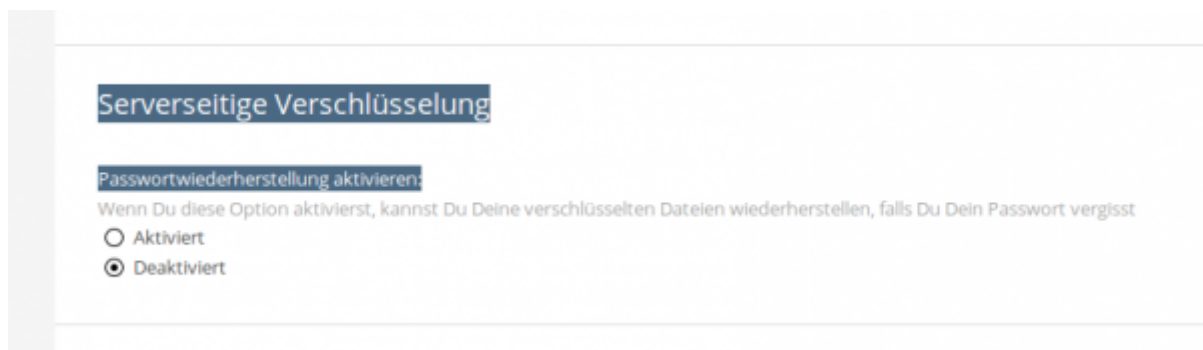 Serverseitige Verschlüsselung
Passwortwiederherstellung aktivieren:
Wenn Du diese Option aktivierst, kannst Du Deine verschlüsselten Dateien wiederherstellen, falls Du Dein Passwort vergisst
Aktiviert
Deaktiviert